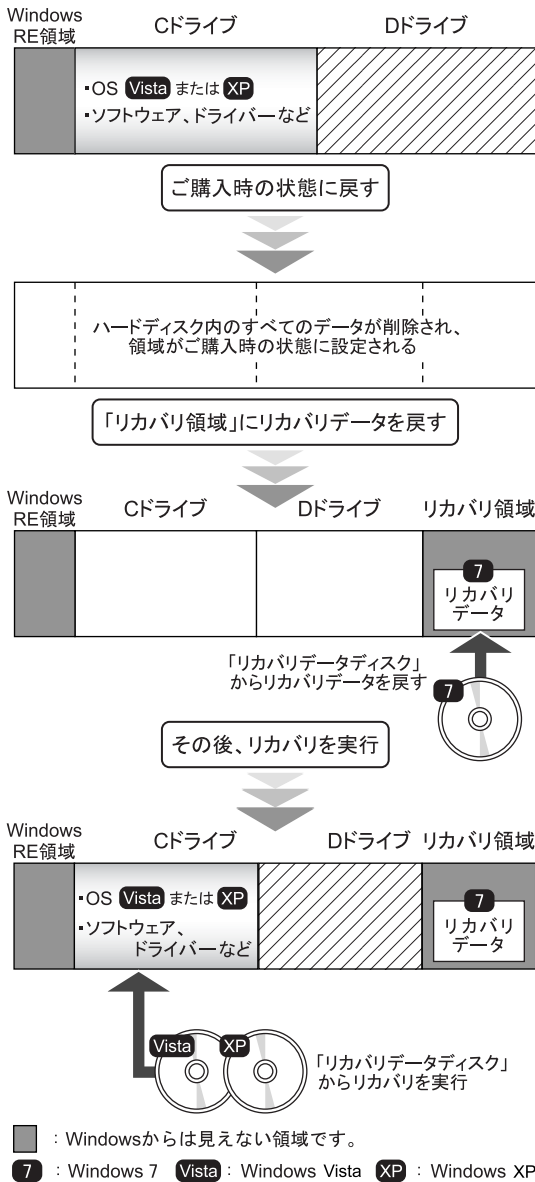 Windows
RE領域
Cドライブ
Dドライブ
・OS Vista または XP
・ソフトウェア、ドライバーなど
ご購入時の状態に戻す
ハードディスク内のすべてのデータが削除され、
領域がご購入時の状態に設定される
「リカバリ領域」にリカバリデータを戻す
Windows
RE領域
Cドライブ
Dドライブ
リカバリ領域
7
リカバリ
データ
「リカバリデータディスク」
からリカバリデータを戻す
7
その後、リカバリを実行
Windows
RE領域
Cドライブ
Dドライブ
リカバリ領域
・OS Vista または XP
・ソフトウェア、
ドライバーなど
7
リカバリ
データ
Vista
XP
「リカバリデータディスク」
からリカバリを実行
：Windowsからは見えない領域です。
7 ：Windows 7 Vista：Windows Vista XP ：Windows XP